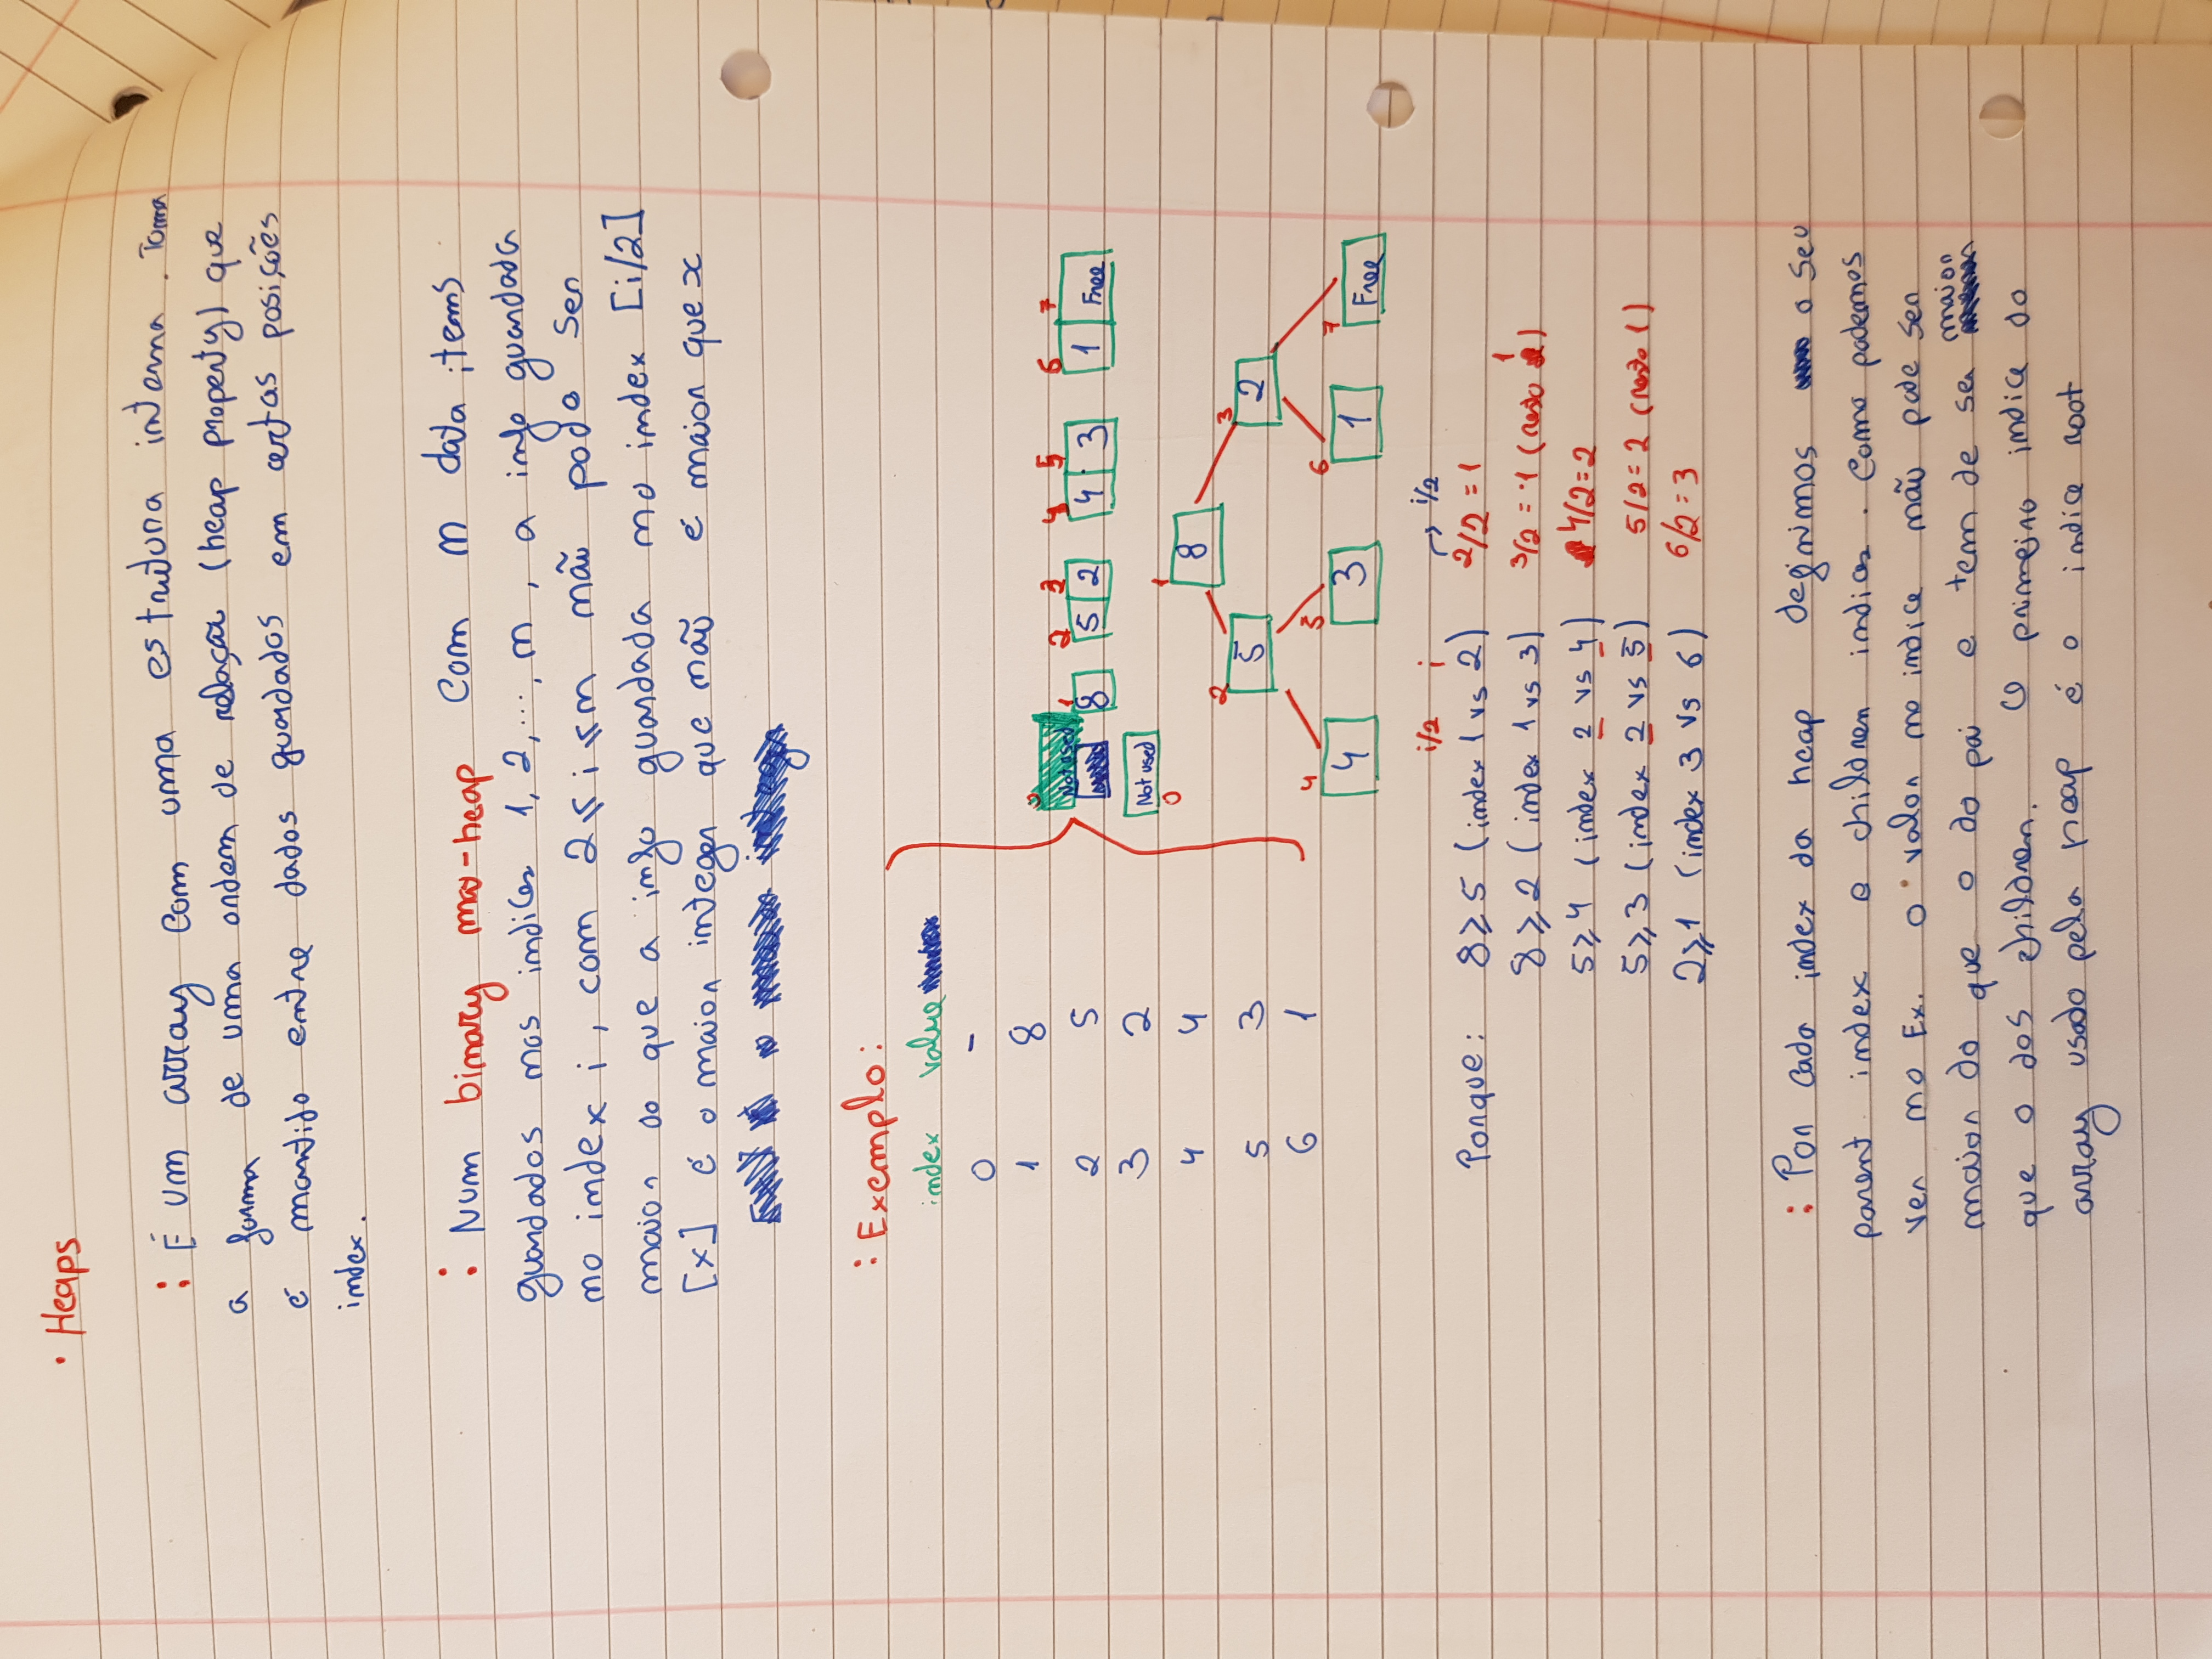 · Heaps
: É um array com uma estrutura interna. Toma
a forma de uma ordem de relação (heap property) que
é mantido entre dados guardados em certas posições
index.
: Num binary max-heap com n data items
guardados nos indices 1, 2, ..., n, a info guardada
no index i, com 2 ≤ i ≤ n não pode ser
maior do que a info guardada no index [i/2]
[x] é o maior integer que não é maior que x
: Exemplo:
index value
0 -
1 8
2 5
3 2
4 4
5 3
6 1
0 1 2 3 4 5 6 7
Not used
8 5 2 4 3 1 Free
Not used
0
1
8
2 3
5 2
4 5 6 7
4 3 1 Free
i/2 i → i/2
Porque: 8 ≥ 5 (index 1 vs 2) 2/2 = 1
8 ≥ 2 (index 1 vs 3) 3/2 = 1 (resto 1)
5 ≥ 4 (index 2 vs 4) 4/2 = 2
5 ≥ 3 (index 2 vs 5) 5/2 = 2 (resto 1)
2 ≥ 1 (index 3 vs 6) 6/2 = 3
: Por cada index da heap definimos o seu
parent index e children indices. Como podemos
ver no Ex. o valor no indice não pode ser
maior do que o do pai e tem de ser maior
que o dos children. O primeiro indice do
array usado pela heap é o indice root